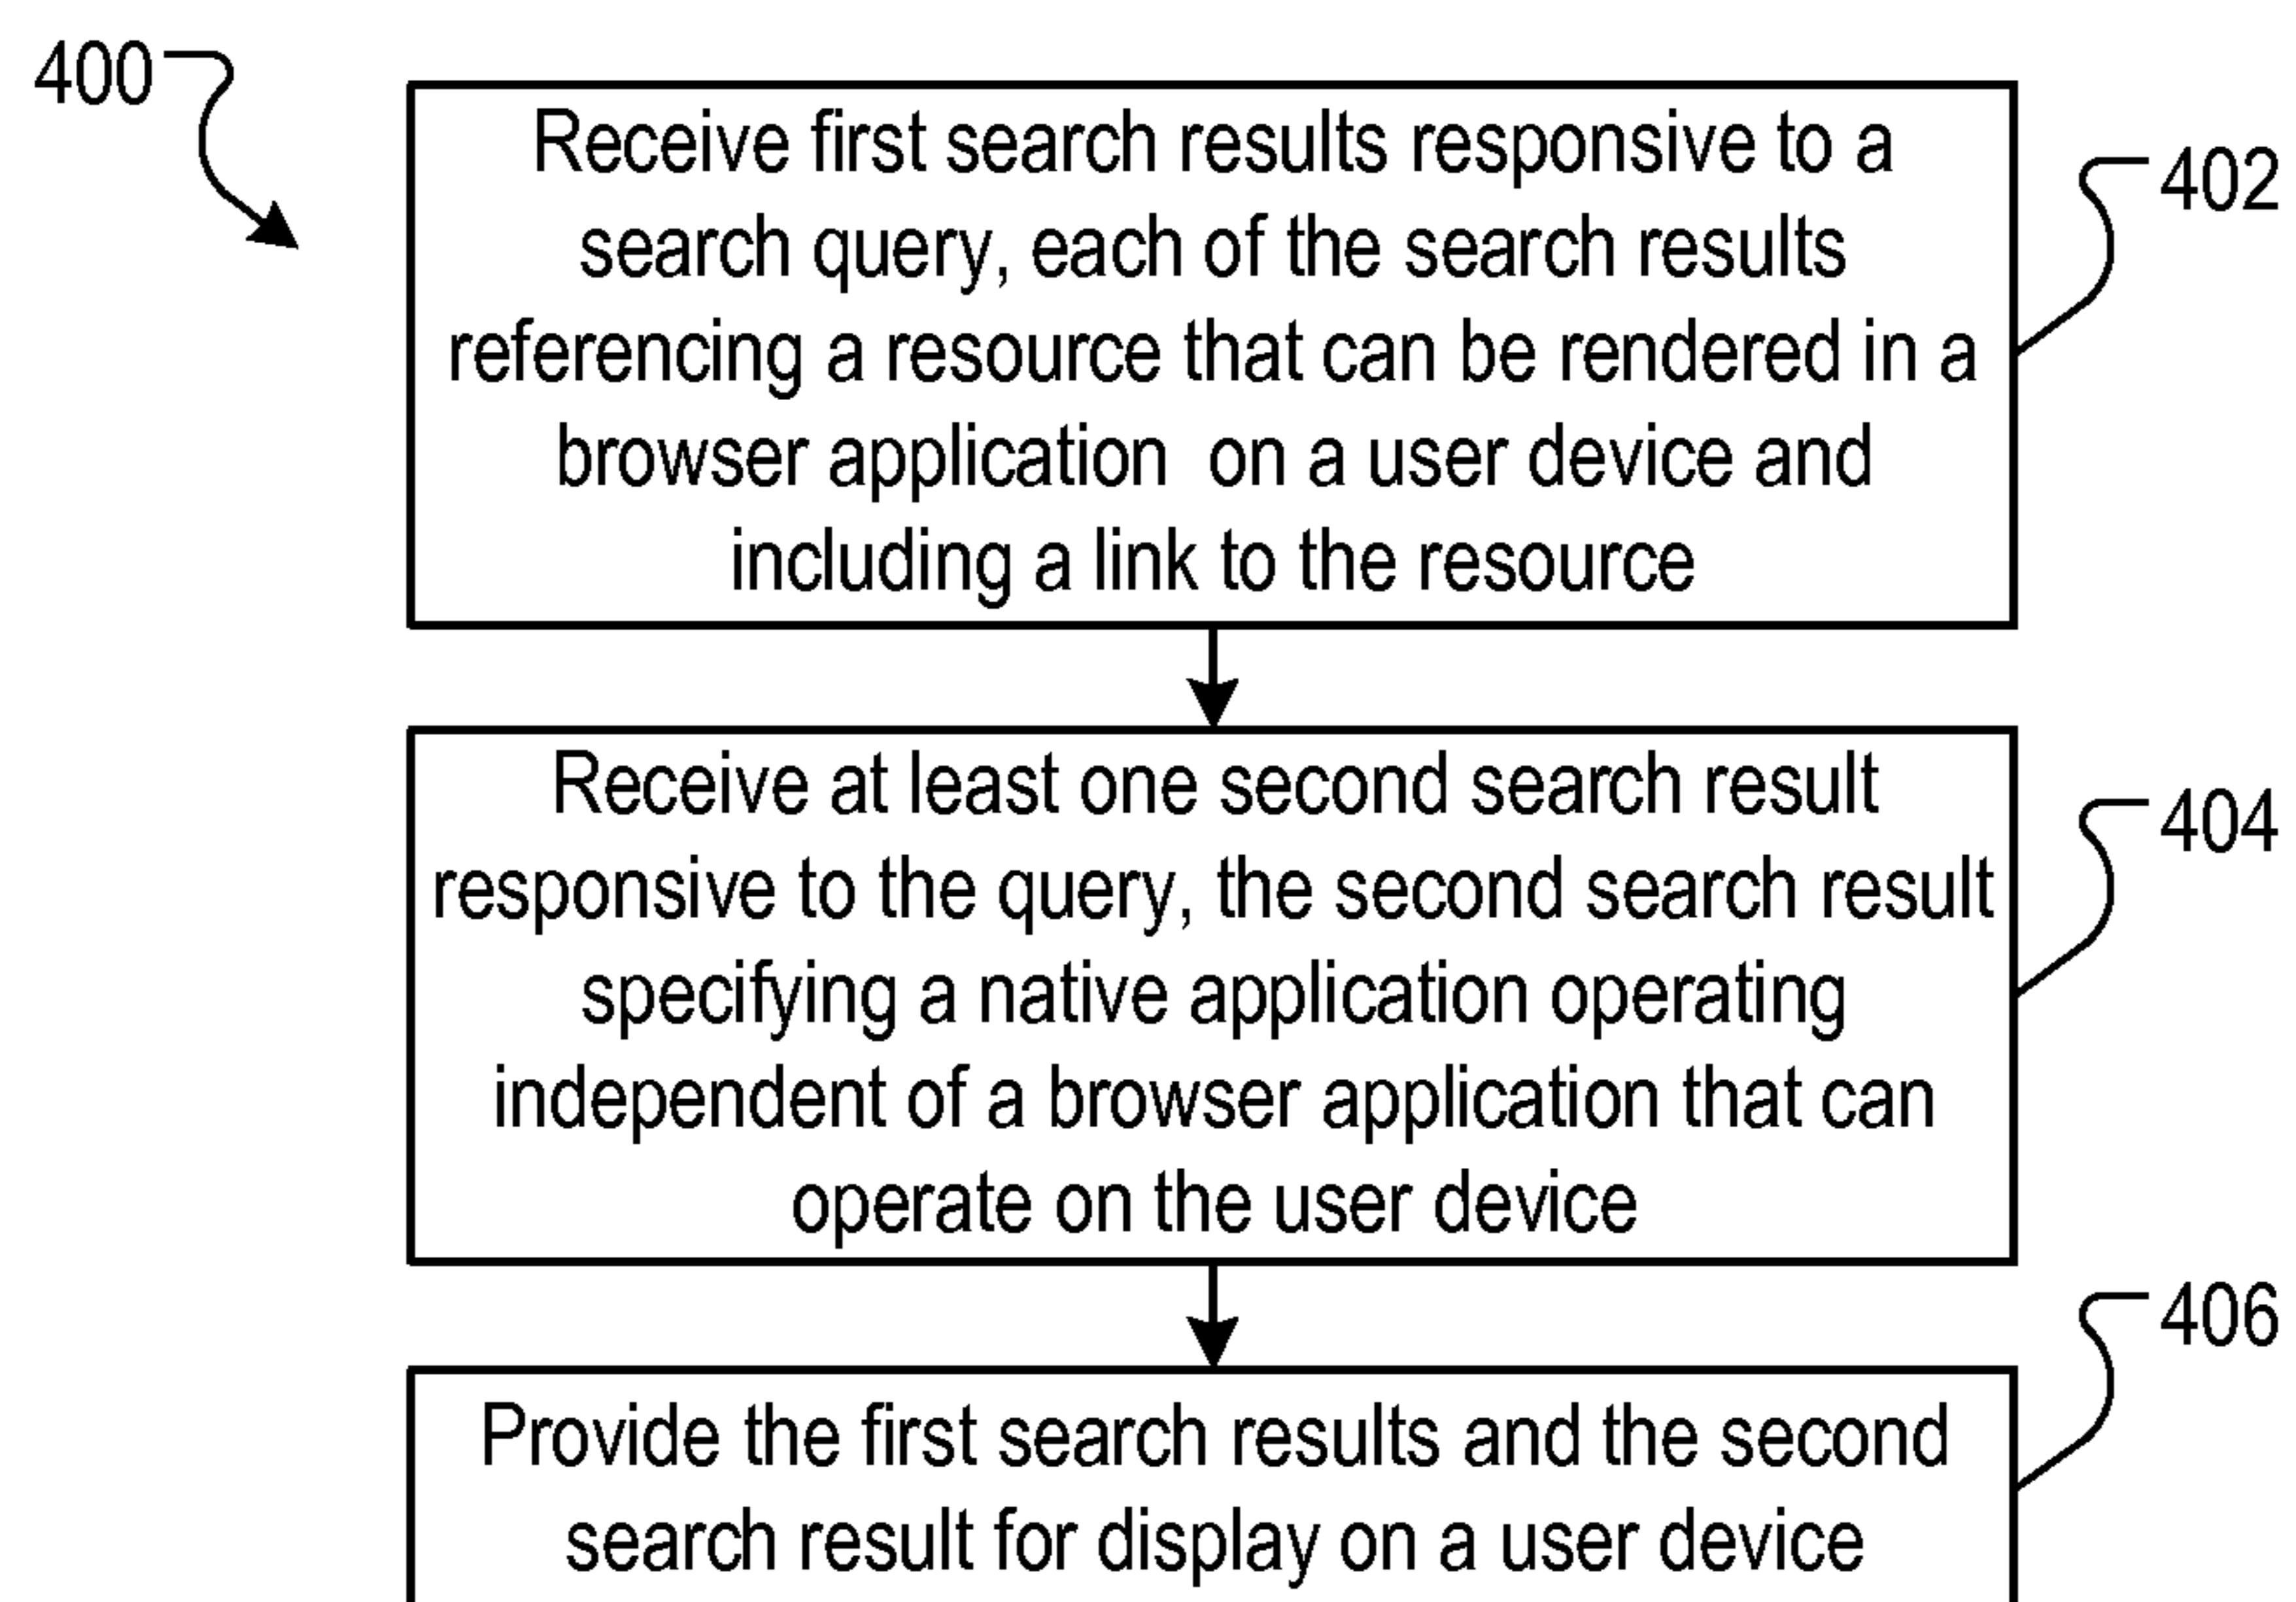 400
Receive first search results responsive to a
search query, each of the search results
referencing a resource that can be rendered in a
browser application  on a user device and
including a link to the resource
402
Receive at least one second search result
responsive to the query, the second search result
specifying a native application operating
independent of a browser application that can
operate on the user device
404
Provide the first search results and the second
search result for display on a user device
406